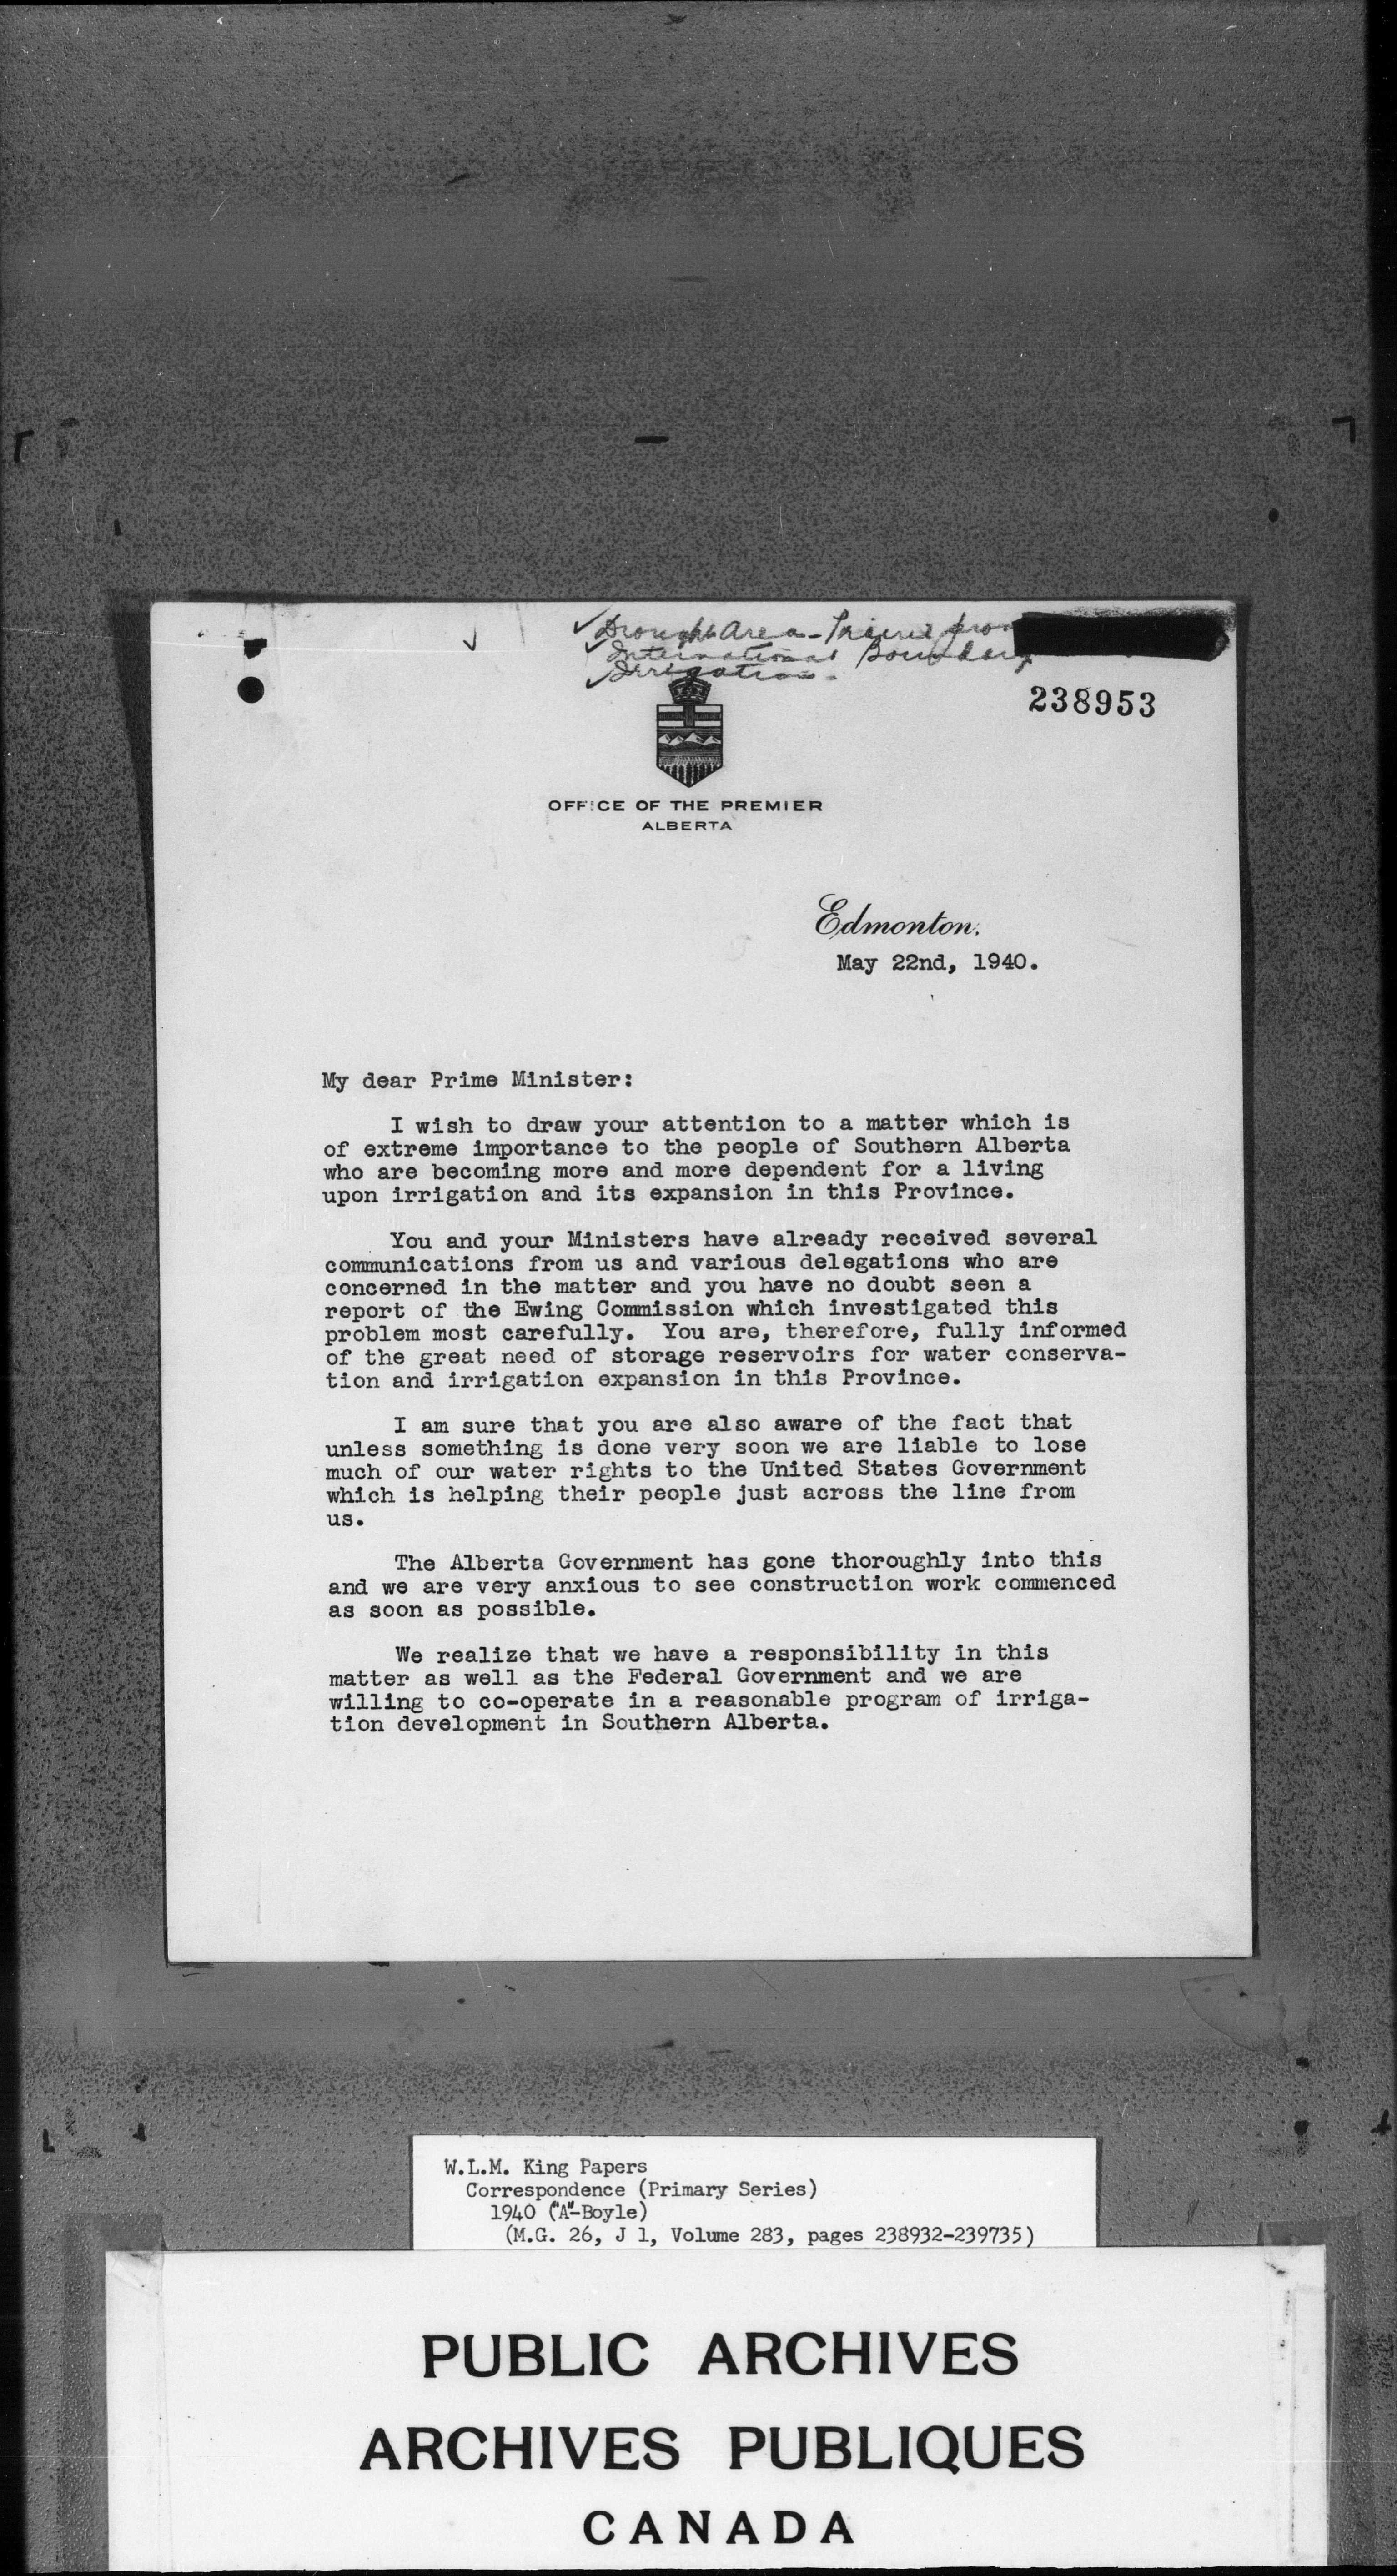 Drought Area - Prairie
International Boundary
Irrigation.
238953
OFFICE OF THE PREMIER
ALBERTA
Edmonton,
May 22nd, 1940.
My dear Prime Minister:
I wish to draw your attention to a matter which is
of extreme importance to the people of Southern Alberta
who are becoming more and more dependent for a living
upon irrigation and its expansion in this Province.
You and your Ministers have already received several
communications from us and various delegations who are
concerned in the matter and you have no doubt seen a
report of the Ewing Commission which investigated this
problem most carefully. You are, therefore, fully informed
of the great need of storage reservoirs for water conserva-
tion and irrigation expansion in this Province.
I am sure that you are also aware of the fact that
unless something is done very soon we are liable to lose
much of our water rights to the United States Government
which is helping their people just across the line from
us.
The Alberta Government has gone thoroughly into this
and we are very anxious to see construction work commenced
as soon as possible.
We realize that we have a responsibility in this
matter as well as the Federal Government and we are
willing to co-operate in a reasonable program of irriga-
tion development in Southern Alberta.
W.L.M. King Papers
Correspondence (Primary Series)
1940 ("A"-Boyle)
(M.G. 26, J 1, Volume 283, pages 238932-239735)
PUBLIC ARCHIVES
ARCHIVES PUBLIQUES
CANADA